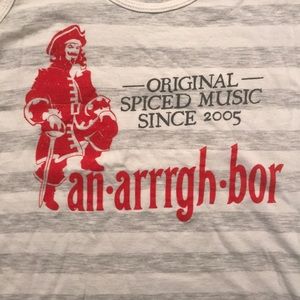 —ORIGINAL—
SPICED MUSIC
SINCE 2005
an·arrrgh·bor